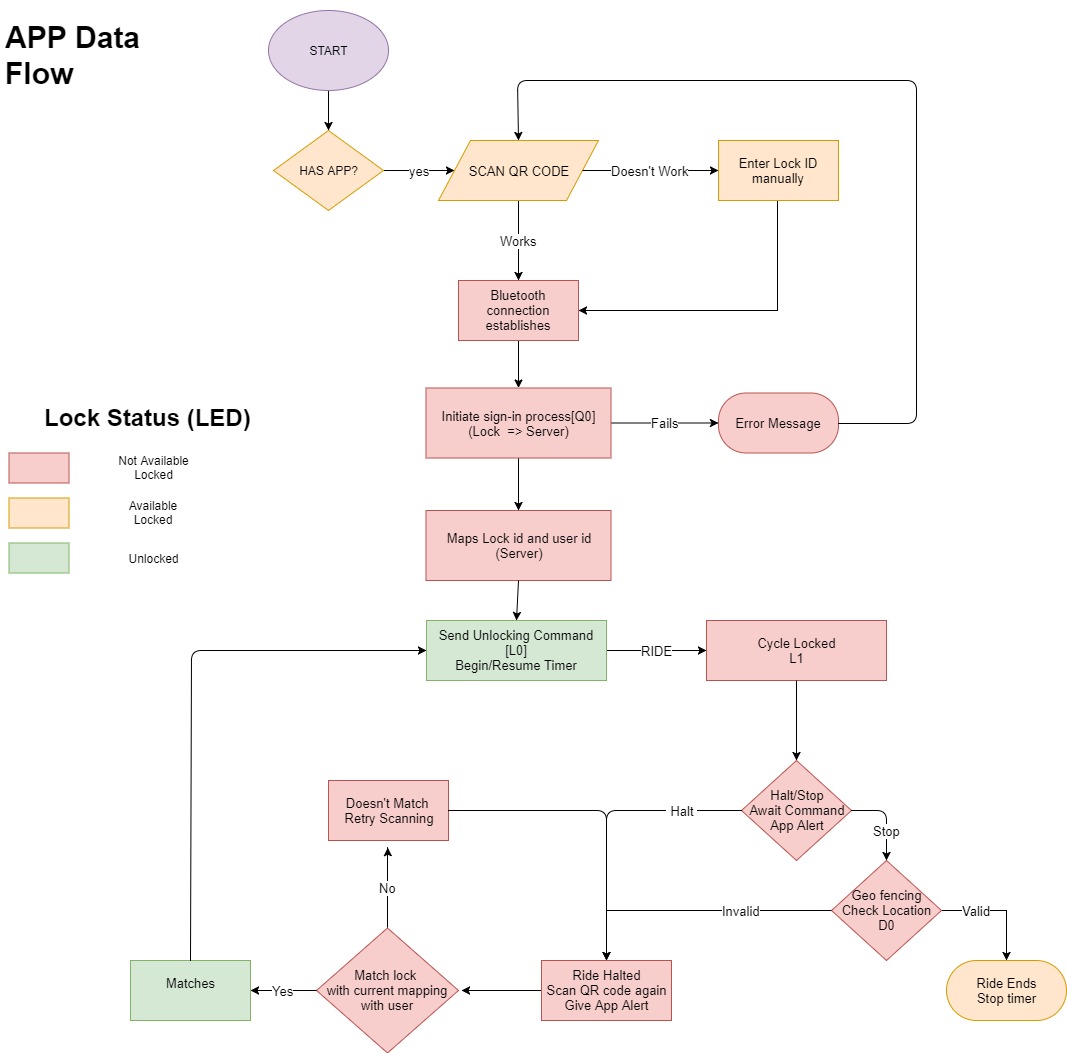 APP Data
Flow
START
HAS APP?
yes
SCAN QR CODE
Doesn't Work
Enter Lock ID
manually
Works
Bluetooth
connection
establishes
Initiate sign-in process[Q0]
(Lock => Server)
Fails
Error Message
Lock Status (LED)
Not Available
Locked
Available
Locked
Unlocked
Maps Lock id and user id
(Server)
Send Unlocking Command
[L0]
Begin/Resume Timer
RIDE
Cycle Locked
L1
Doesn't Match
Retry Scanning
Halt
Halt/Stop
Await Command
App Alert
Stop
No
Invalid
Geo fencing
Check Location
D0
Valid
Matches
Yes
Match lock
with current mapping
with user
Ride Halted
Scan QR code again
Give App Alert
Ride Ends
Stop timer